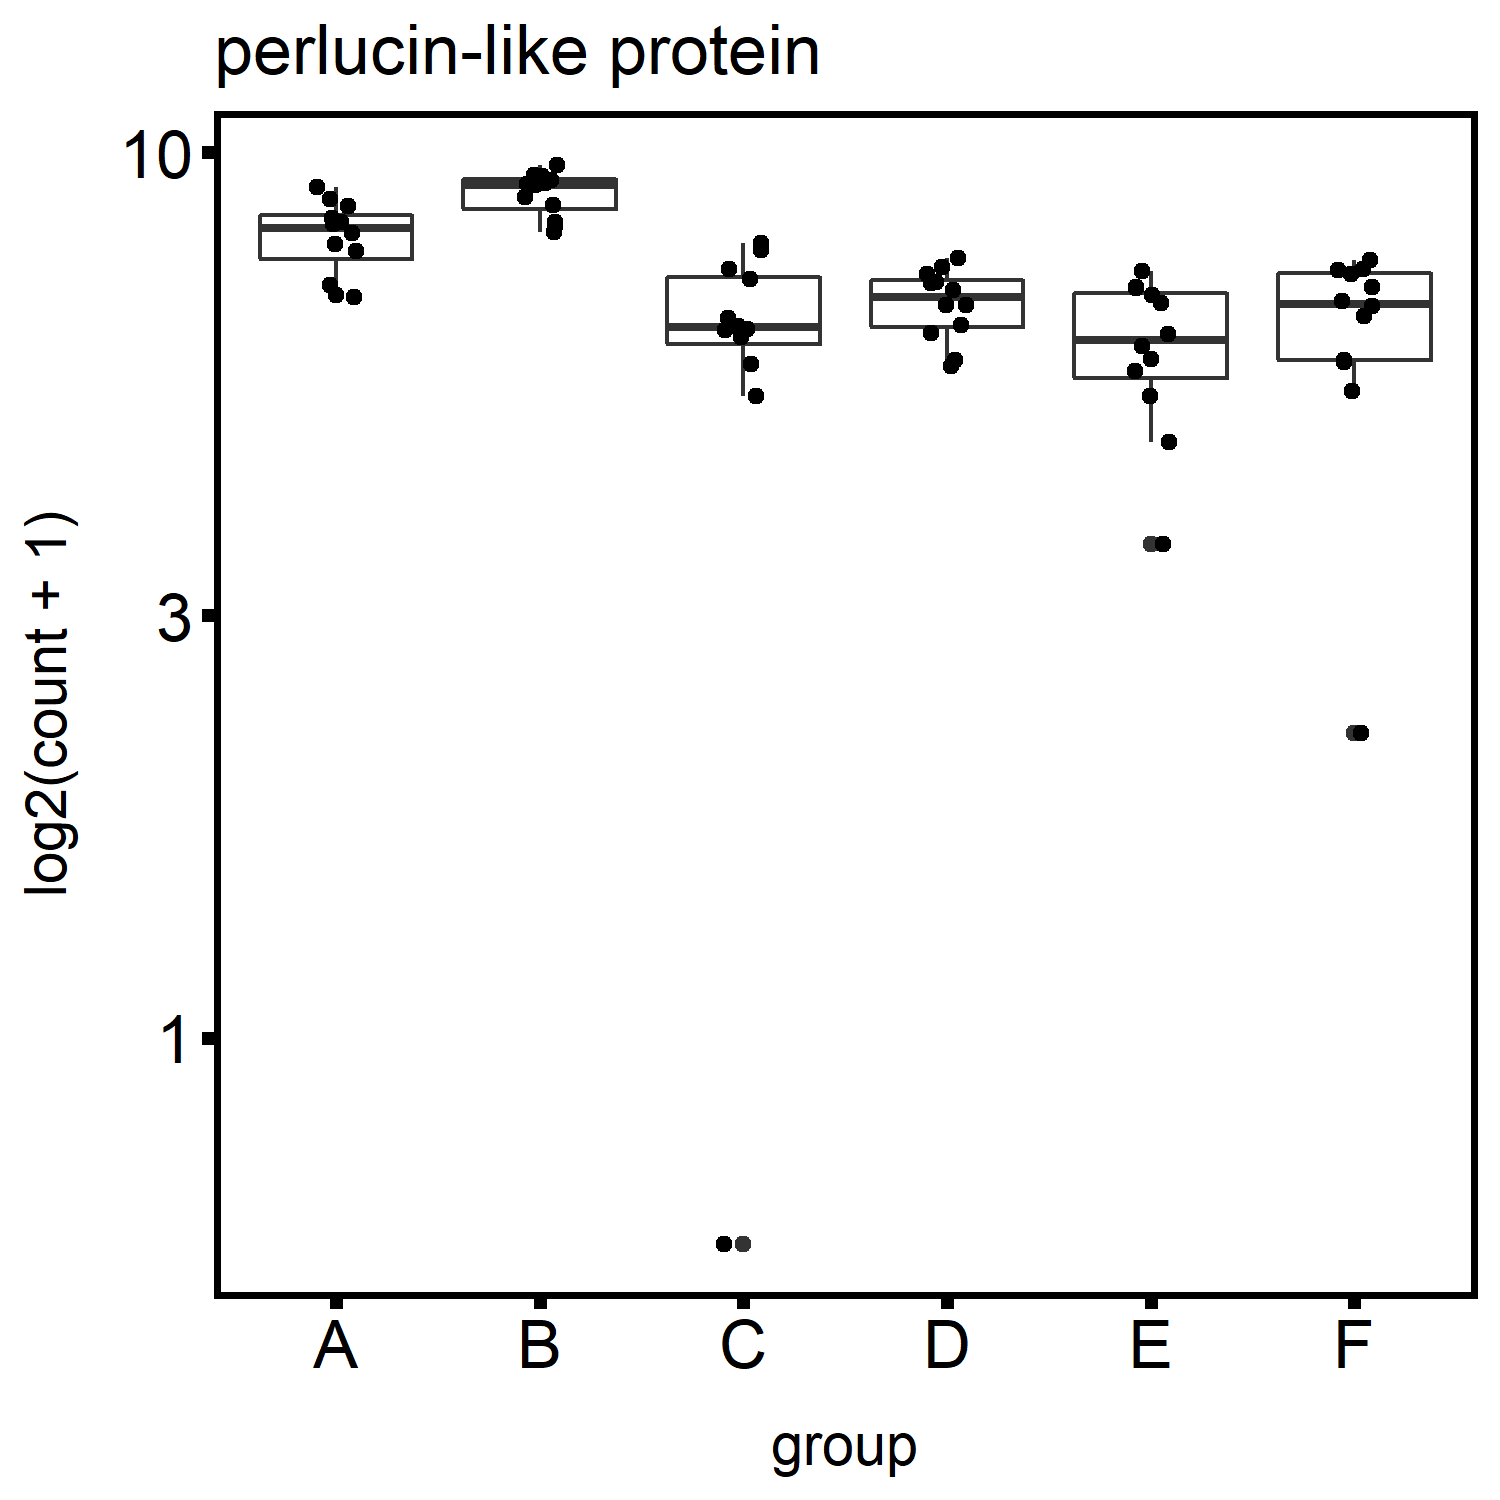 perlucin-like protein
10
3
1
log2(count + 1)
A B C D E F
group